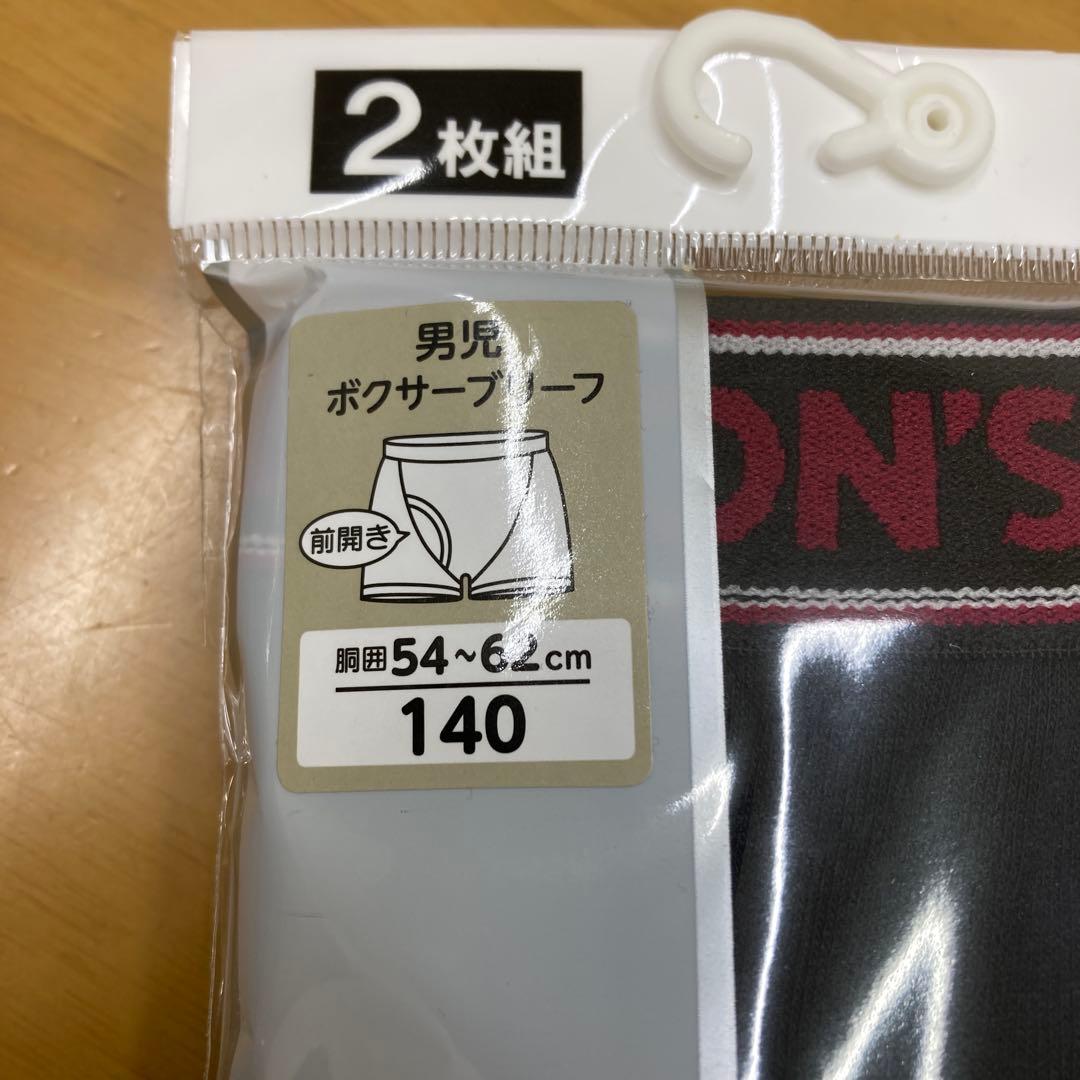 2枚組
男児
ボクサーブリーフ
前開き
胴囲54~62cm
140
ON'S